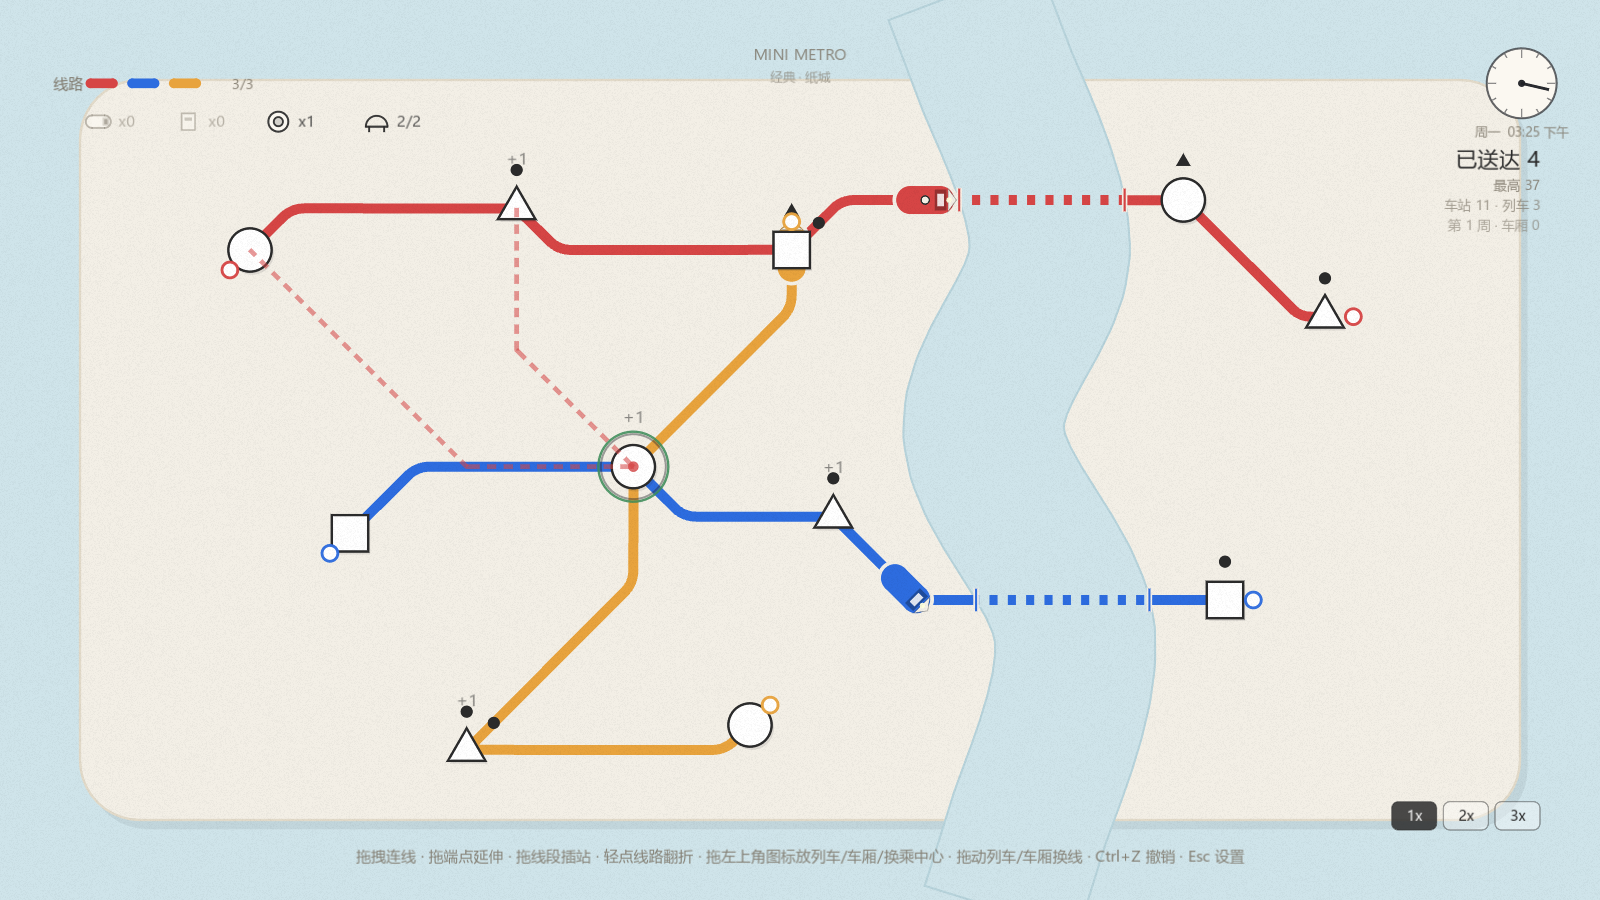 MINI METRO
经典 · 纸城
线路 3/3
x0 x0 x1 2/2
周一 03:25 下午
已送达 4
最高 37
车站 11 · 列车 3
第 1 周 · 车厢 0
+1
+1
+1
+1
1x 2x 3x
拖拽连线 · 拖端点延伸 · 拖线段插站 · 轻点线路翻折 · 拖左上角图标放列车/车厢/换乘中心 · 拖动列车/车厢换线 · Ctrl+Z 撤销 · Esc 设置